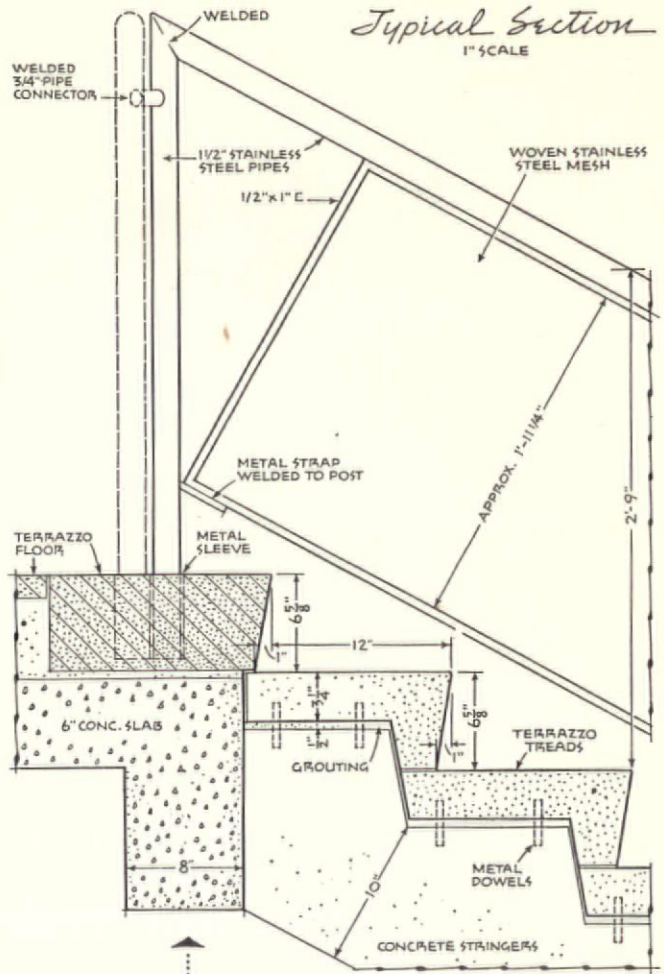 Typical Section
1" SCALE
WELDED
WELDED
3/4" PIPE
CONNECTOR
1 1/2" STAINLESS
STEEL PIPES
WOVEN STAINLESS
STEEL MESH
1/2" x 1" C
METAL STRAP
WELDED TO POST
APPROX. 1'-11 1/4"
2'-9"
TERRAZZO
FLOOR
METAL
SLEEVE
6 5/8"
1"
12"
6" CONC. SLAB
3 1/4"
1/2"
GROUTING
6 5/8"
1"
TERRAZZO
TREADS
8"
10"
METAL
DOWELS
CONCRETE STRINGERS